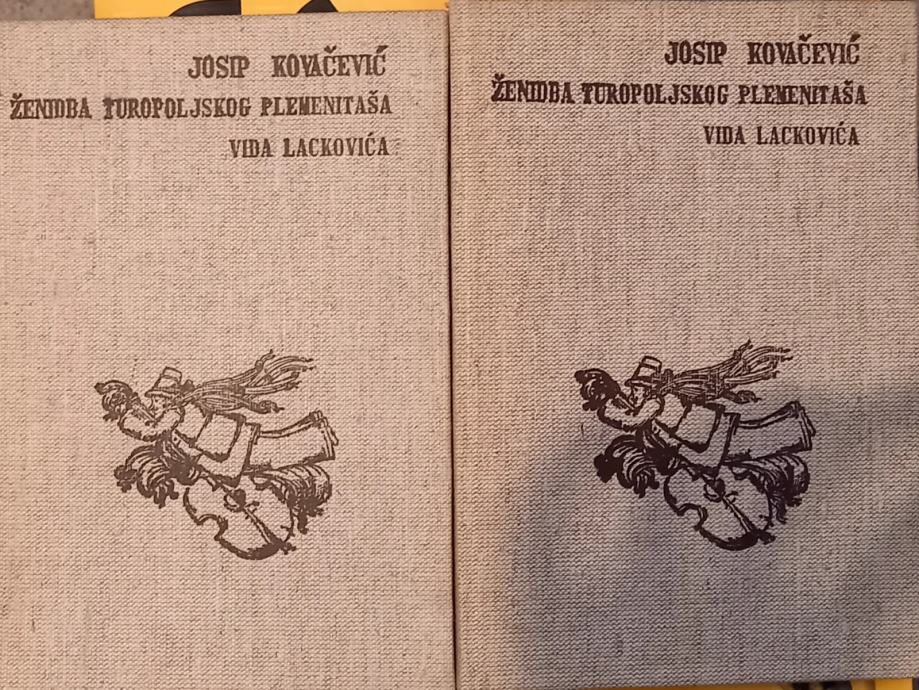 JOSIP KOVAČEVIĆ
ŽENIDBA TUROPOLJSKOG PLEMENITAŠA
VIDA LACKOVIĆA
JOSIP KOVAČEVIĆ
ŽENIDBA TUROPOLJSKOG PLEMENITAŠA
VIDA LACKOVIĆA